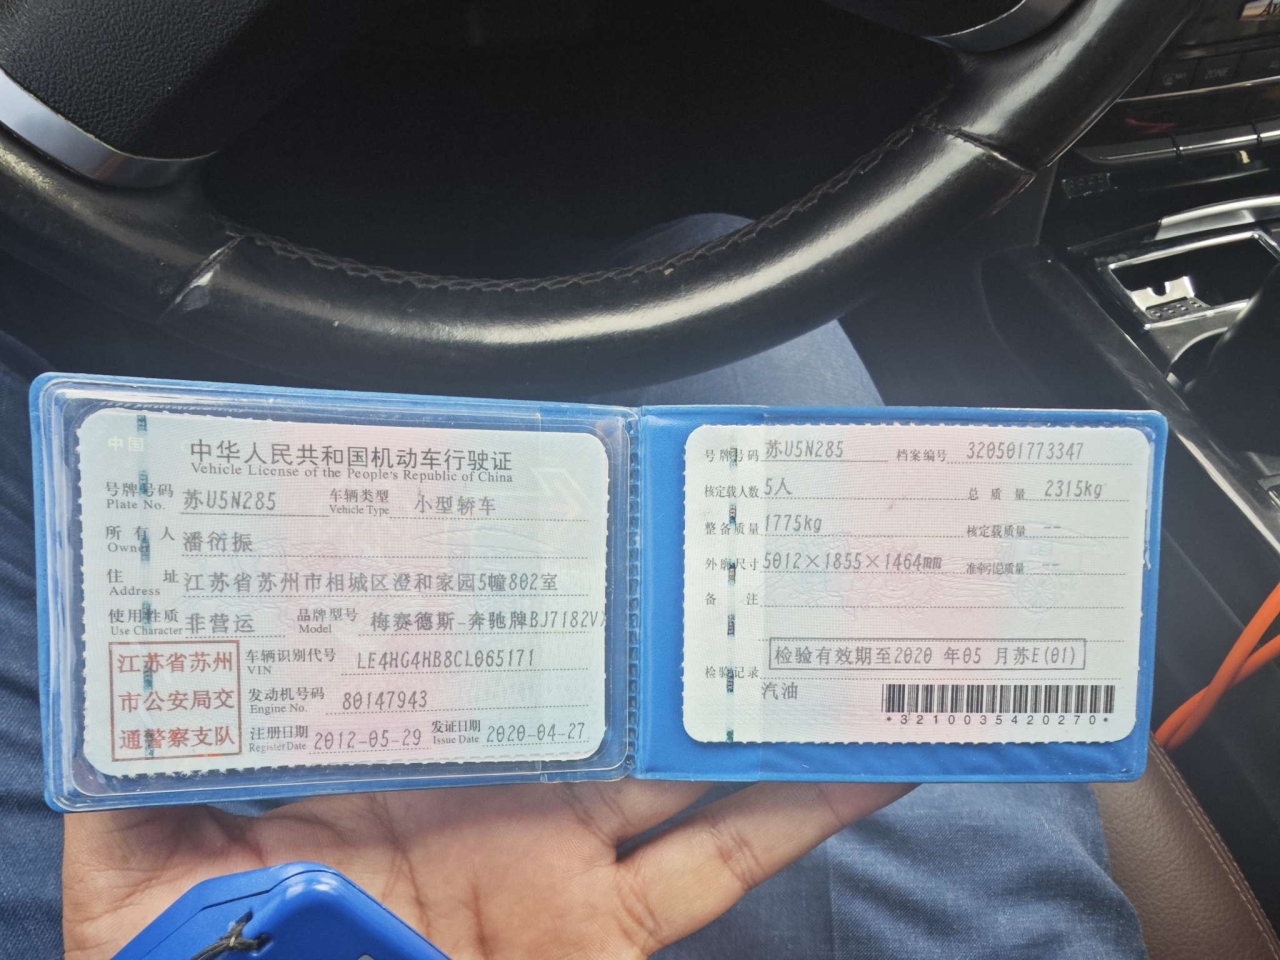 中国
中华人民共和国机动车行驶证
Vehicle License of the People's Republic of China
号牌号码 苏U5N285 车辆类型 小型轿车
Plate No. Vehicle Type
所有人 潘衍振
Owner
住址 江苏省苏州市相城区澄和家园5幢802室
Address
使用性质 非营运 品牌型号 梅赛德斯-奔驰牌BJ7182V
Use Character Model
江苏省苏州
市公安局交
通警察支队
车辆识别代号 LE4HG4HB8CL065171
VIN
发动机号码 80147943
Engine No.
注册日期 2012-05-29 发证日期 2020-04-27
Register Date Issue Date
号牌号码 苏U5N285 档案编号 320501773347
核定载人数 5人 总质量 2315kg
整备质量 1775kg 核定载质量 --
外廓尺寸 5012×1855×1464mm 准牵引总质量 --
备注
检验记录 检验有效期至2020 年05 月苏E(01)
汽油
*3210035420270*
ZONE